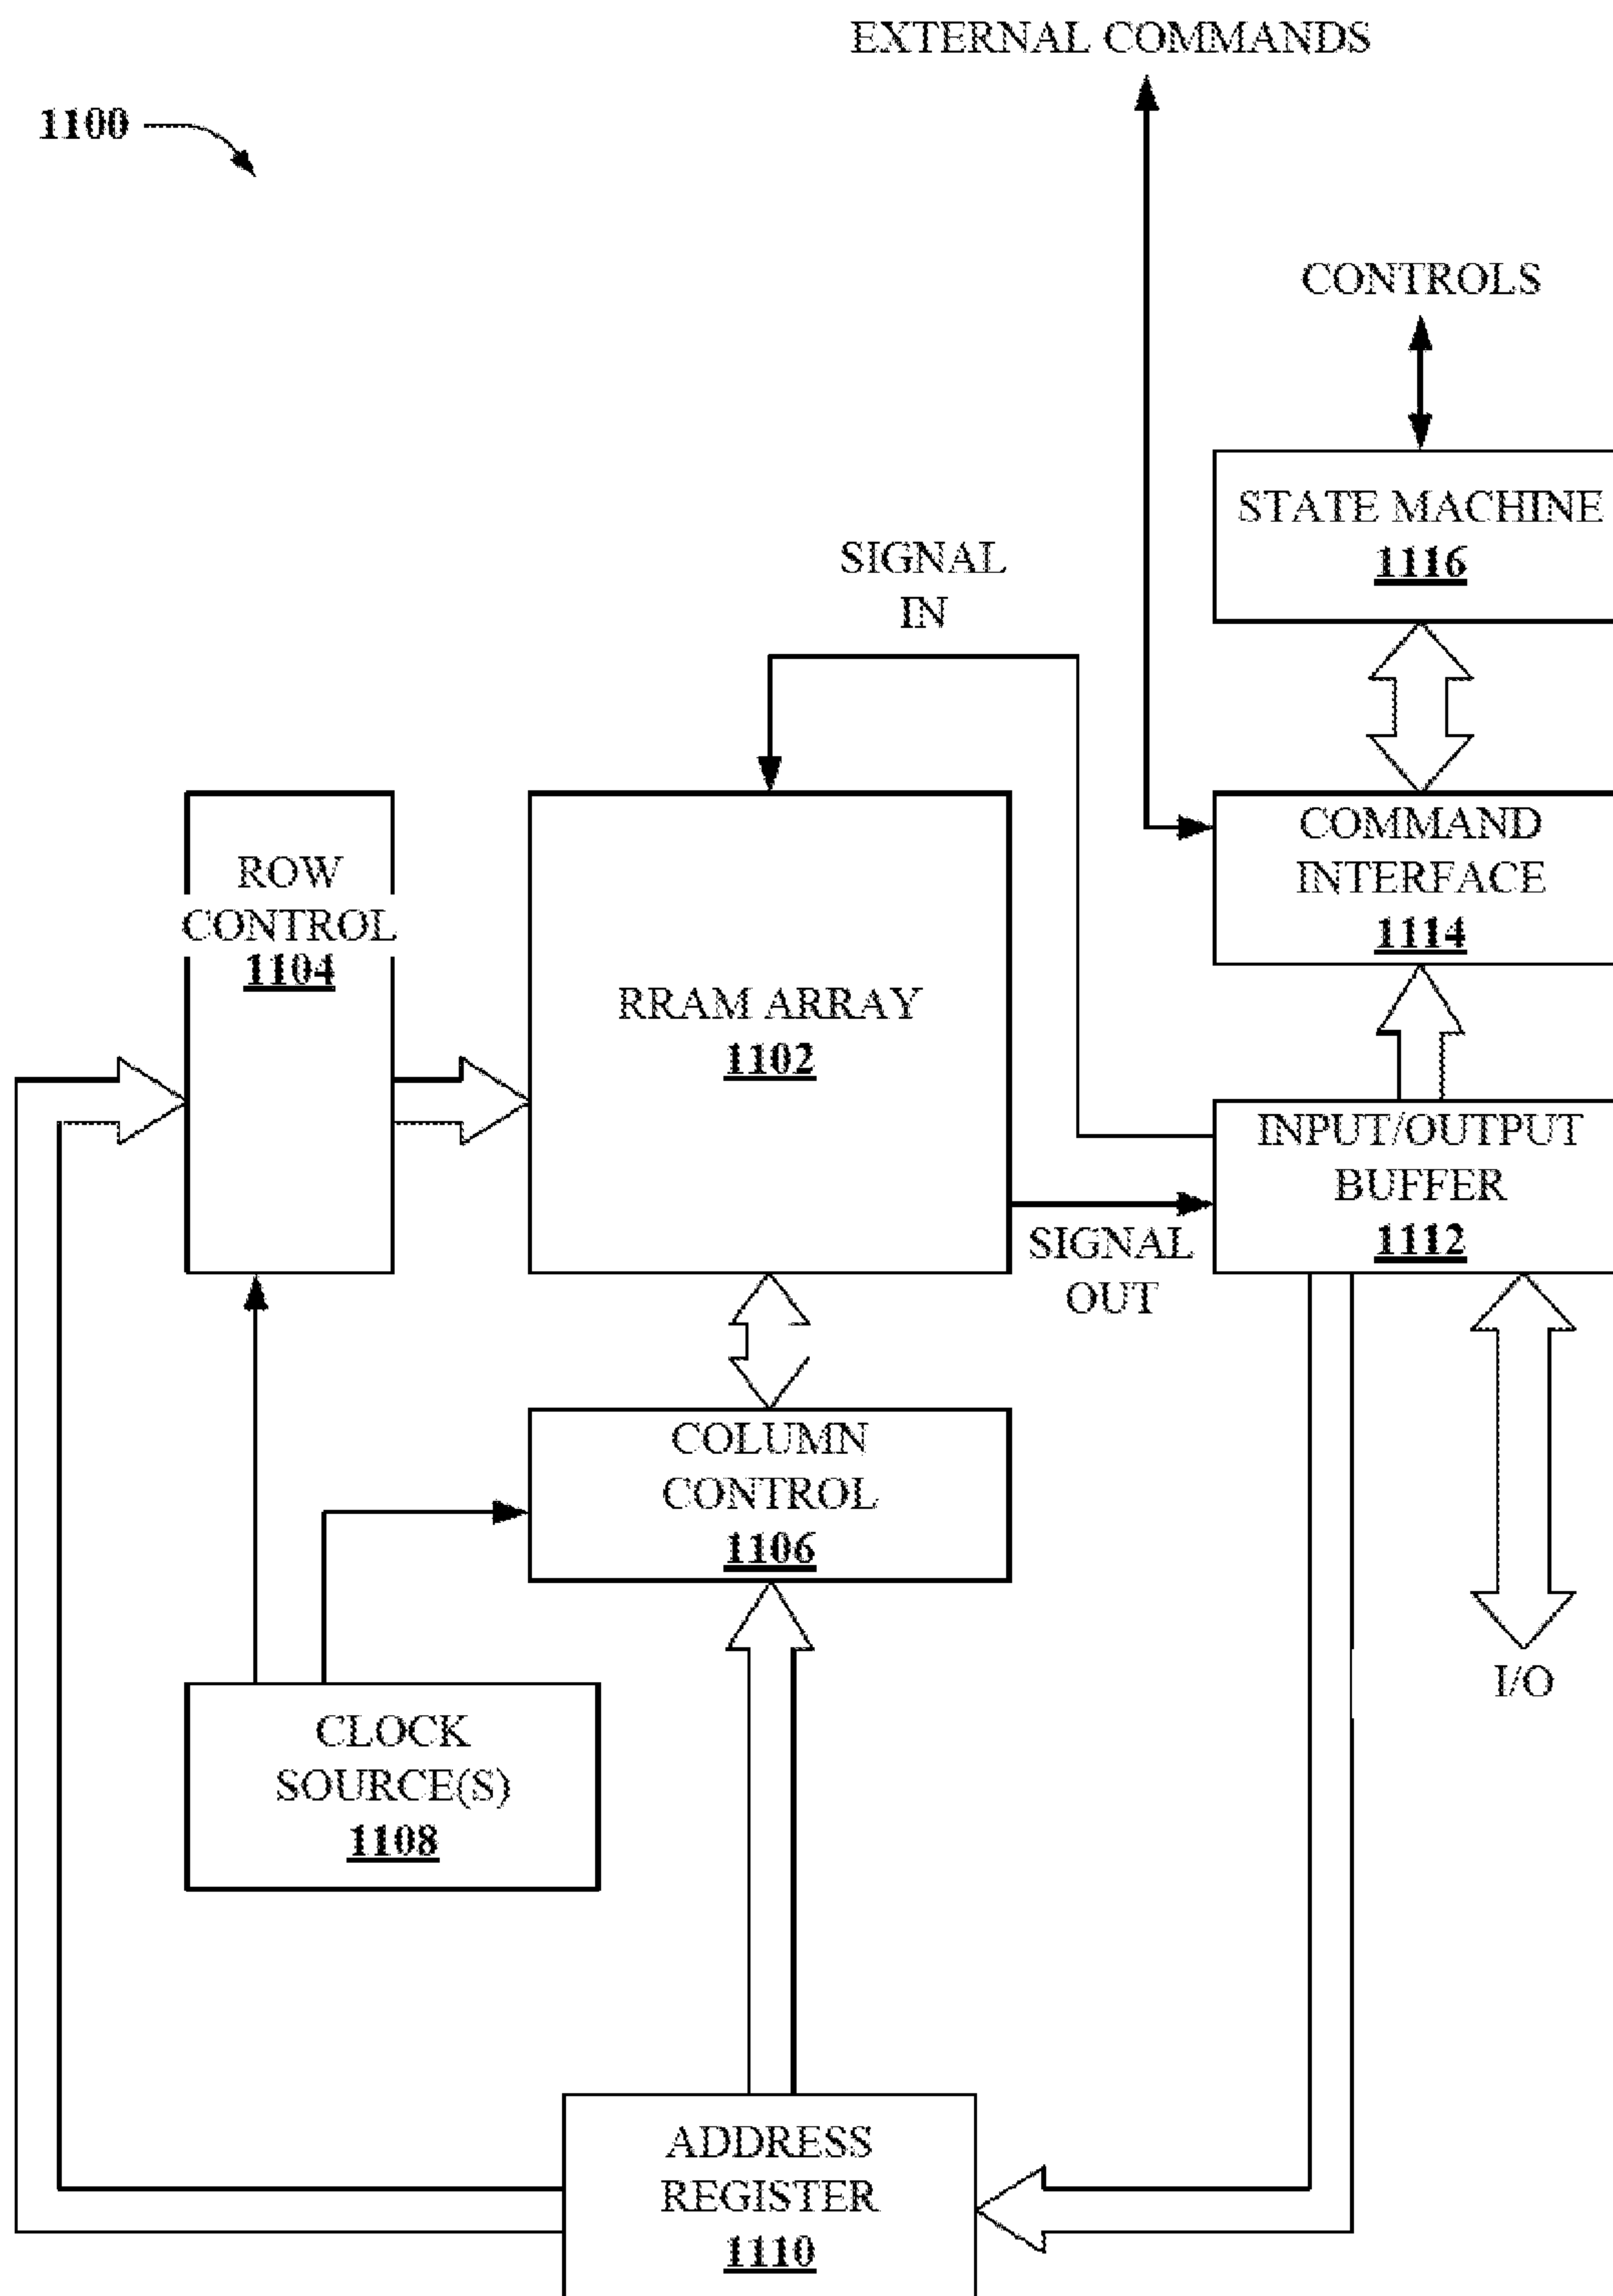 EXTERNAL COMMANDS
1100
CONTROLS
STATE MACHINE
1116
SIGNAL
IN
COMMAND
INTERFACE
1114
ROW
CONTROL
1104
RRAM ARRAY
1102
INPUT/OUTPUT
BUFFER
1112
SIGNAL
OUT
COLUMN
CONTROL
1106
I/O
CLOCK
SOURCE(S)
1108
ADDRESS
REGISTER
1110